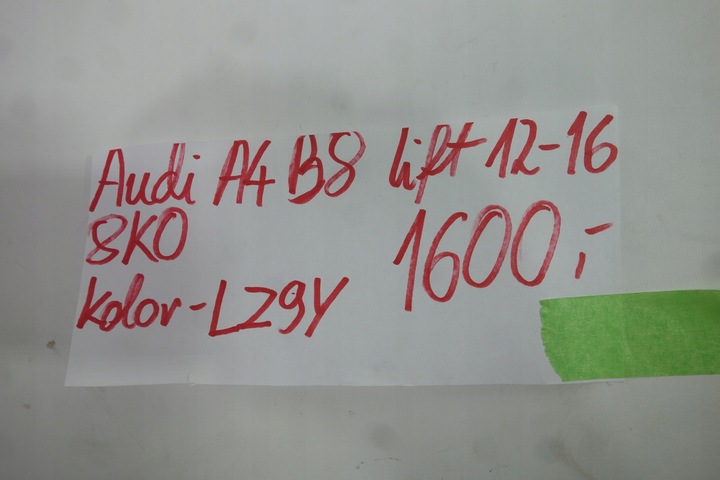 Audi A4 B8 lift 12-16
8K0 1600,-
Kolor-LZ9Y